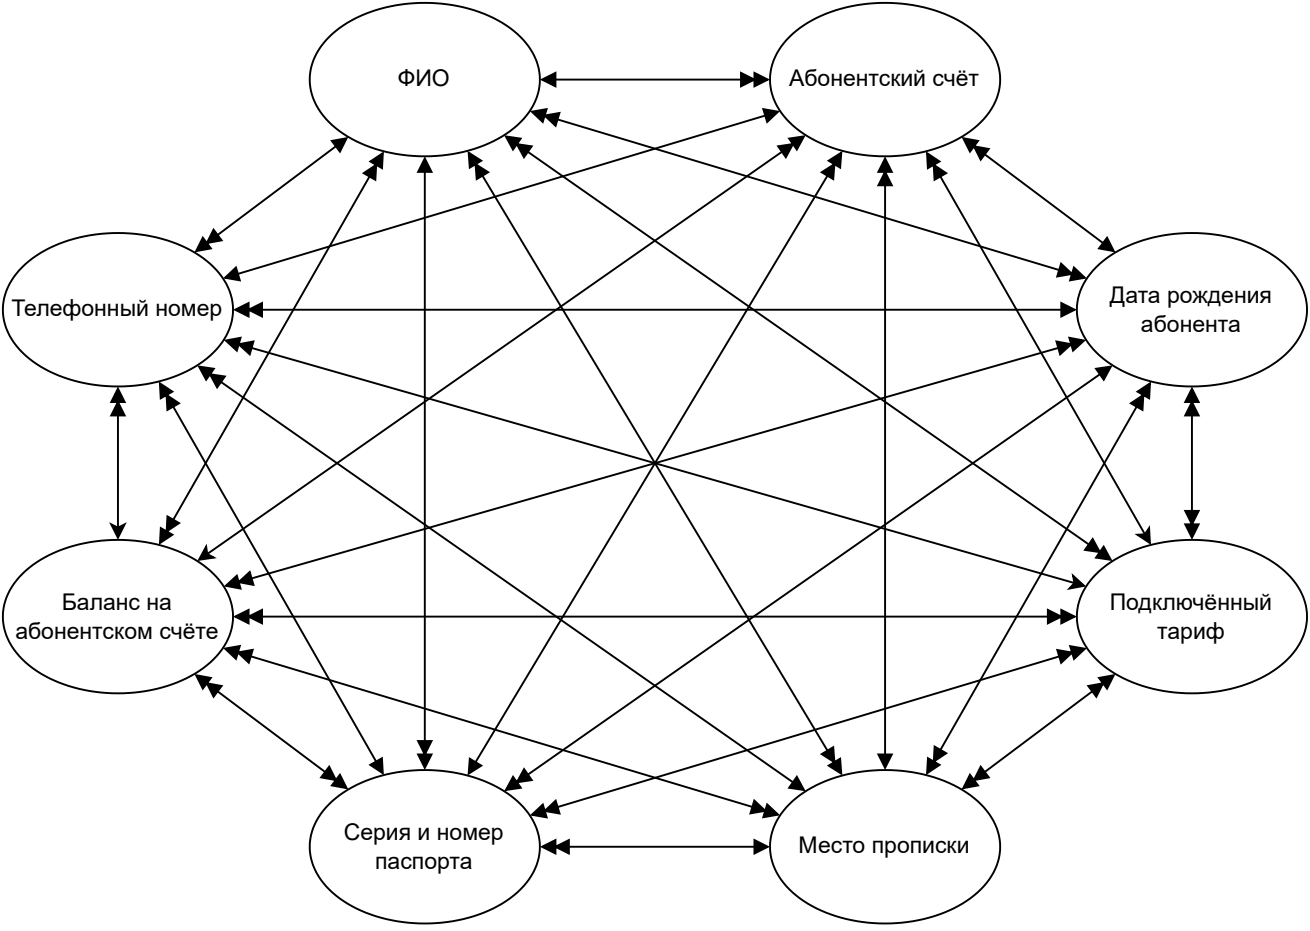 ФИО
Абонентский счёт
Телефонный номер
Дата рождения
абонента
Баланс на
абонентском счёте
Подключённый
тариф
Серия и номер
паспорта
Место прописки